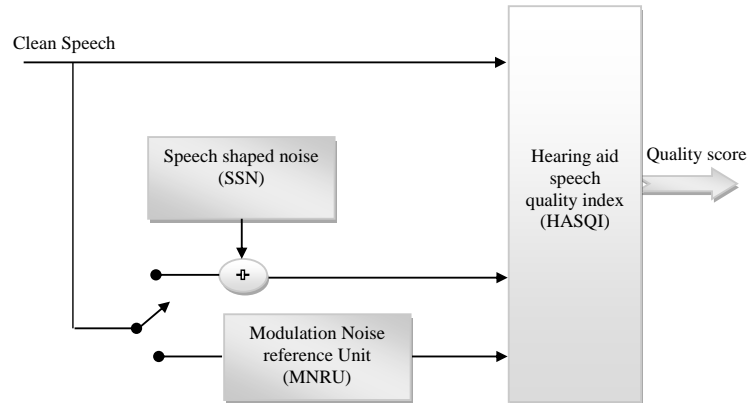 Clean Speech
Speech shaped noise
(SSN)
Hearing aid
speech
quality index
(HASQI)
Quality score
+
Modulation Noise
reference Unit
(MNRU)